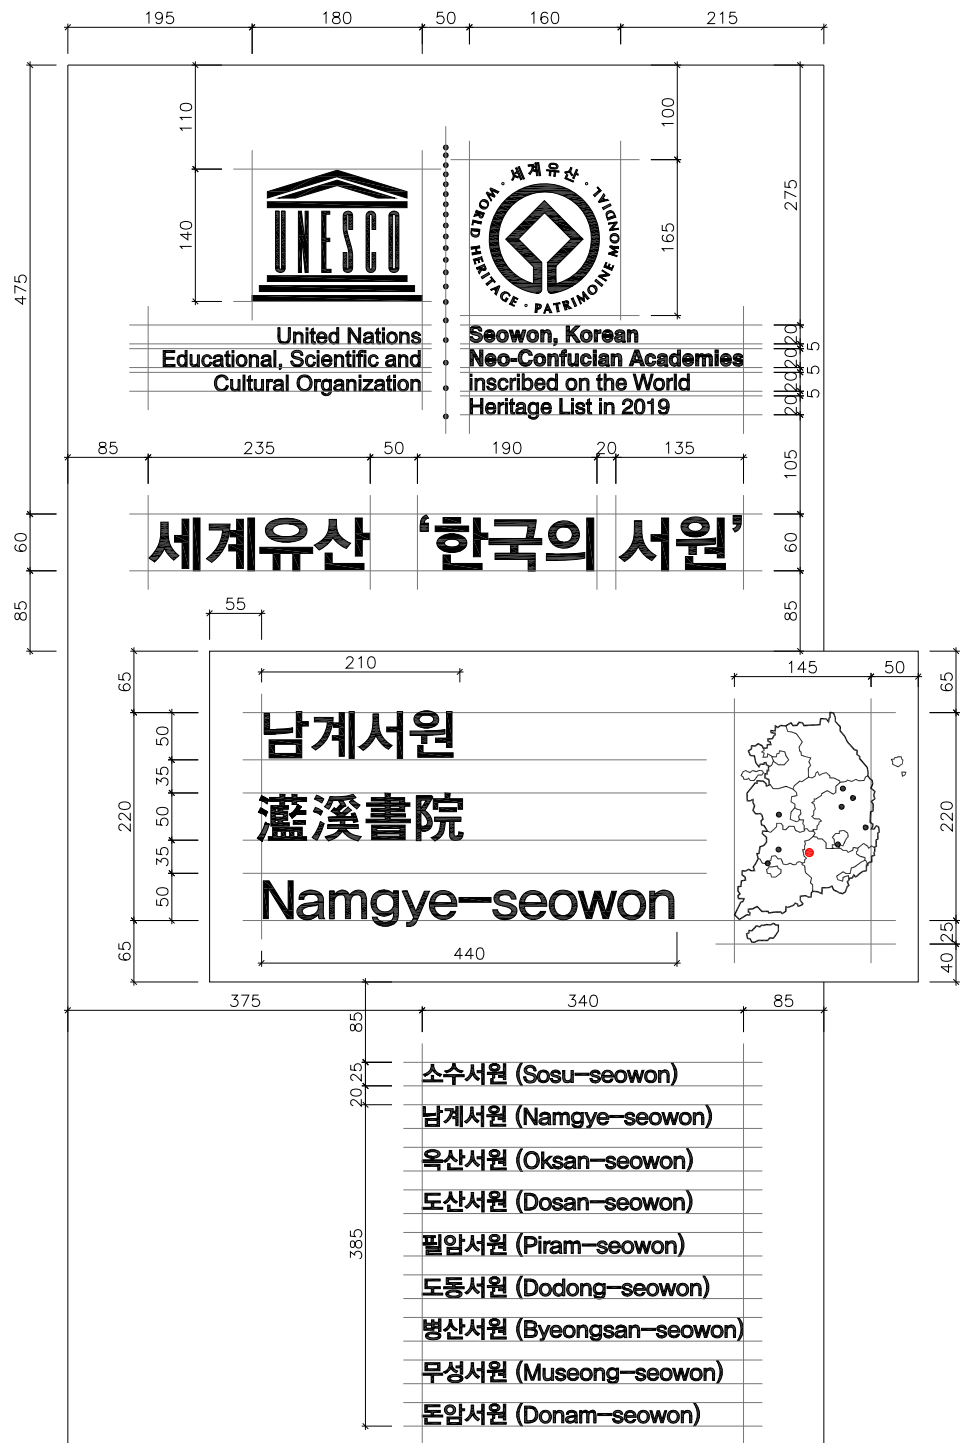 195 180 50 160 215
110
100
275
140
165
475
UNESCO
· 세계유산 · WORLD HERITAGE · PATRIMOINE MONDIAL
United Nations
Educational, Scientific and
Cultural Organization
Seowon, Korean
Neo-Confucian Academies
inscribed on the World
Heritage List in 2019
20 5 20 5 20 5 20
85 235 50 190 20 135
105
60
세계유산 ‘한국의 서원’
60
85
85
55
210
145 50
65
65
남계서원
50
35
灆溪書院
50
220
220
35
Namgye-seowon
50
65
25
40
440
375 340 85
85
25
20
385
소수서원 (Sosu-seowon)
남계서원 (Namgye-seowon)
옥산서원 (Oksan-seowon)
도산서원 (Dosan-seowon)
필암서원 (Piram-seowon)
도동서원 (Dodong-seowon)
병산서원 (Byeongsan-seowon)
무성서원 (Museong-seowon)
돈암서원 (Donam-seowon)